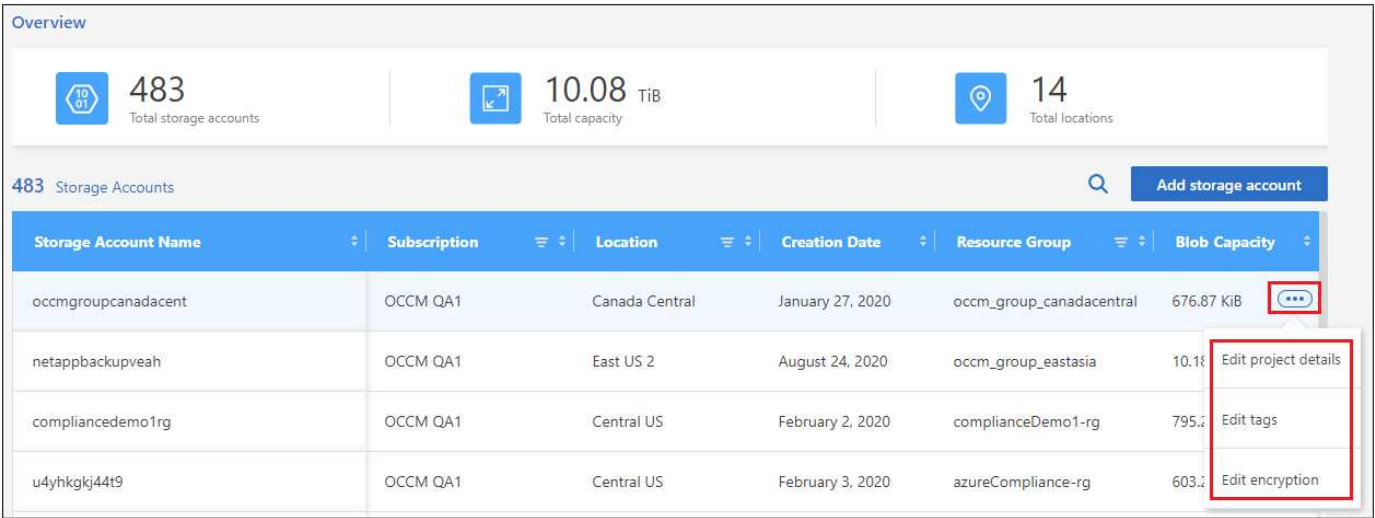 Overview
483
Total storage accounts
10.08 TiB
Total capacity
14
Total locations
483 Storage Accounts
Add storage account
Storage Account Name Subscription Location Creation Date Resource Group Blob Capacity
occmgroupcanadacent OCCM QA1 Canada Central January 27, 2020 occm_group_canadacentral 676.87 KiB
netappbackupveah OCCM QA1 East US 2 August 24, 2020 occm_group_eastasia
Edit project details
compliancedemo1rg OCCM QA1 Central US February 2, 2020 complianceDemo1-rg
Edit tags
u4yhkgkj44t9 OCCM QA1 Central US February 3, 2020 azureCompliance-rg
Edit encryption